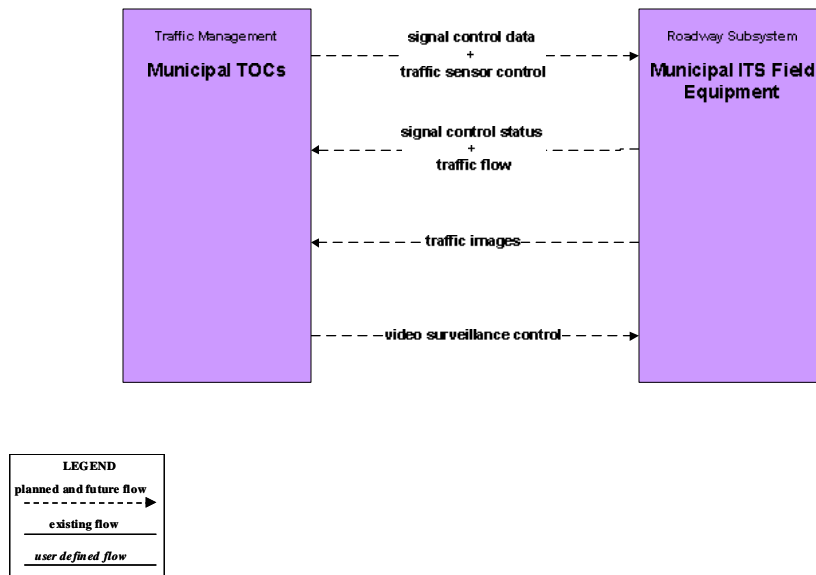 Traffic Management
Municipal TOCs
signal control data
+
traffic sensor control
Roadway Subsystem
Municipal ITS Field
Equipment
signal control status
+
traffic flow
traffic images
video surveillance control
LEGEND
planned and future flow
existing flow
user defined flow